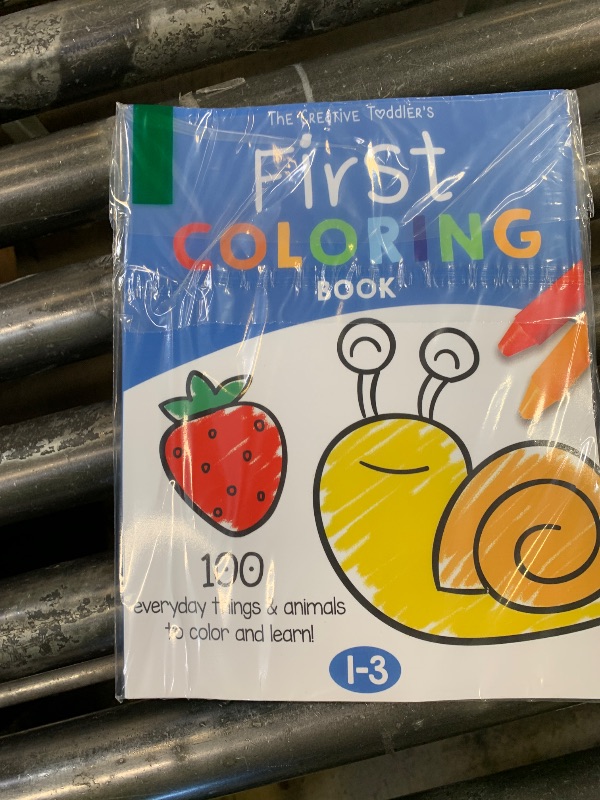 THE CREATIVE TODDLER'S
First
COLORING
BOOK
100
everyday things & animals
to color and learn!
1-3